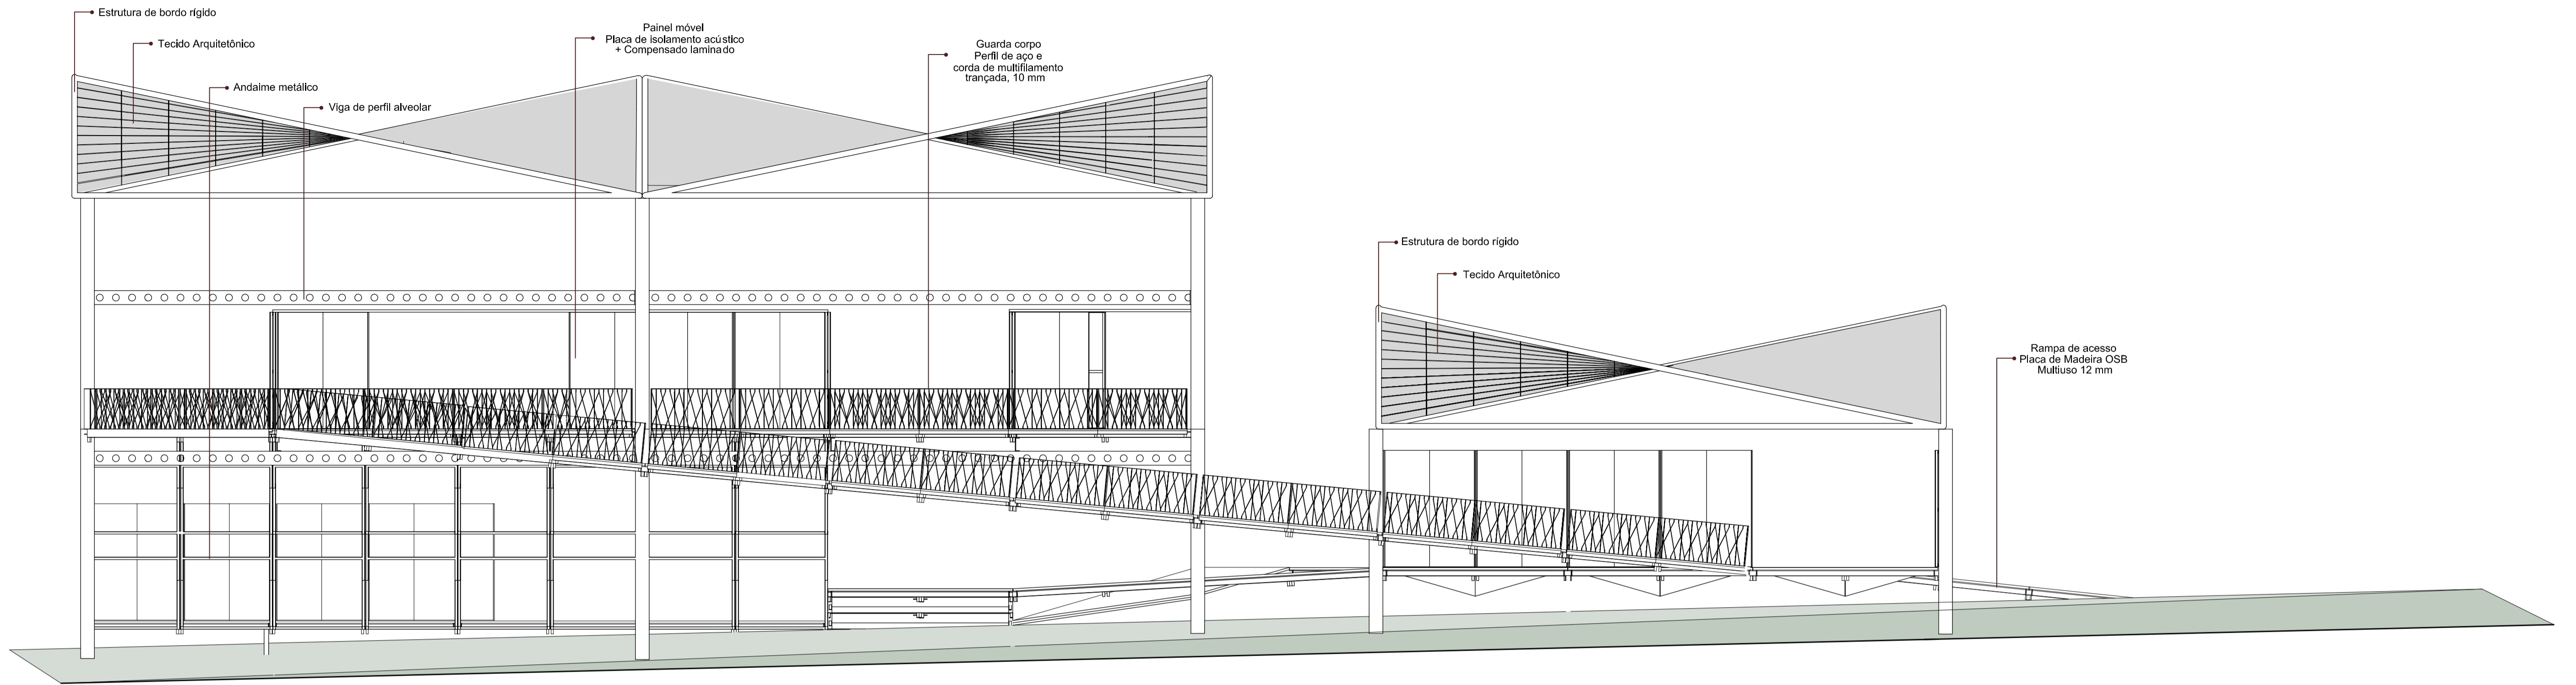 Estrutura de bordo rígido
Tecido Arquitetônico
Andaime metálico
Viga de perfil alveolar
Painel móvel
Placa de isolamento acústico
+ Compensado laminado
Guarda corpo
Perfil de aço e
corda de multifilamento
trançada, 10 mm
Estrutura de bordo rígido
Tecido Arquitetônico
Rampa de acesso
Placa de Madeira OSB
Multiuso 12 mm